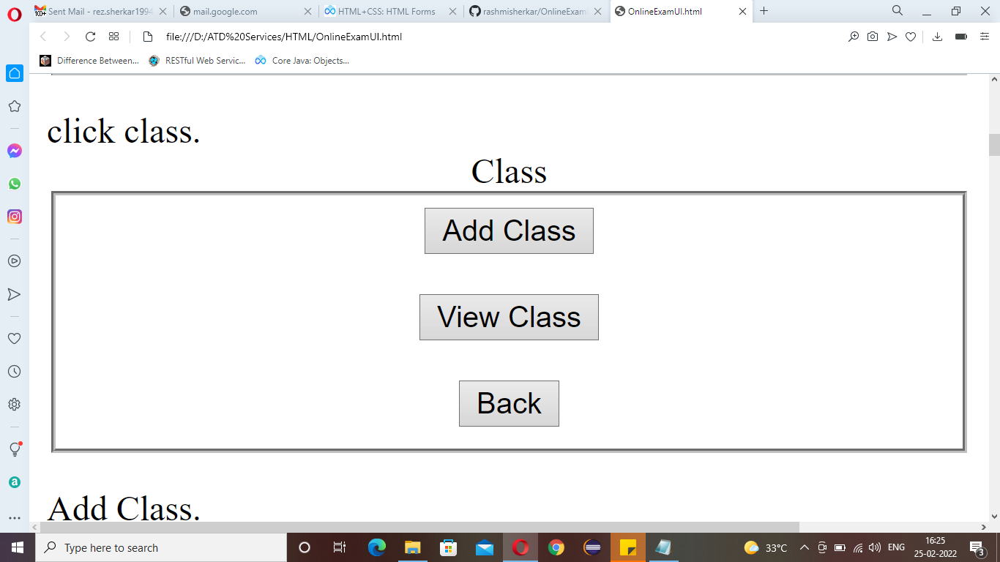 100+
Sent Mail - rez.sherkar1994
mail.google.com
HTML+CSS: HTML Forms
rashmisherkar/OnlineExam
OnlineExamUI.html
file:///D:/ATD%20Services/HTML/OnlineExamUI.html
Difference Between...
RESTful Web Servic...
Core Java: Objects...
click class.
Class
Add Class
View Class
Back
Add Class.
a
Type here to search
33°C
ENG
16:25
25-02-2022
3